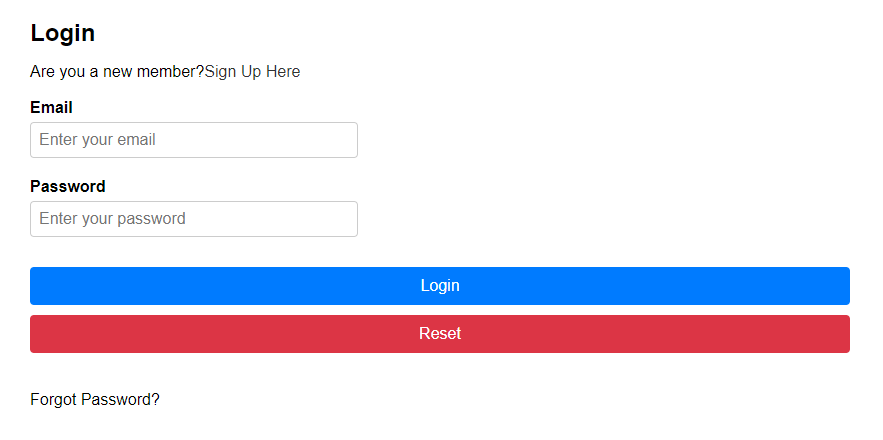 Login
Are you a new member?Sign Up Here
Email
Enter your email
Password
Enter your password
Login
Reset
Forgot Password?